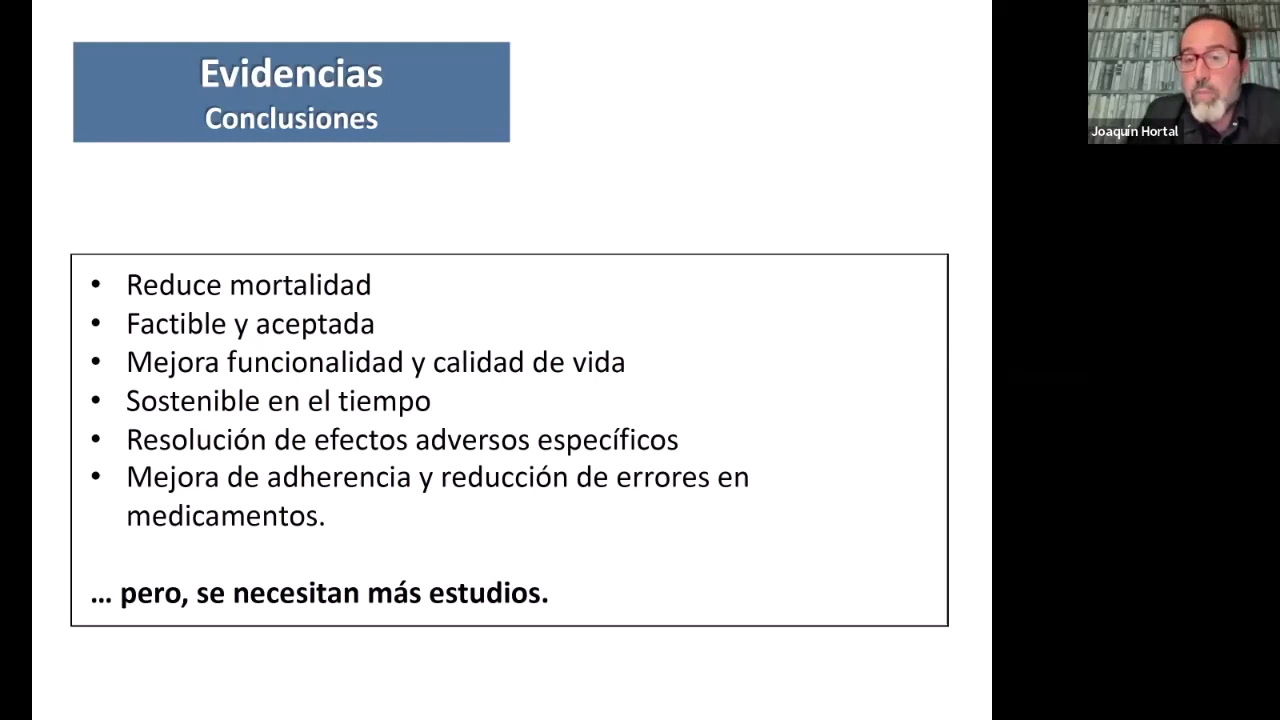 Evidencias
Conclusiones
• Reduce mortalidad
• Factible y aceptada
• Mejora funcionalidad y calidad de vida
• Sostenible en el tiempo
• Resolución de efectos adversos específicos
• Mejora de adherencia y reducción de errores en
medicamentos.
… pero, se necesitan más estudios.
Joaquín Hortal